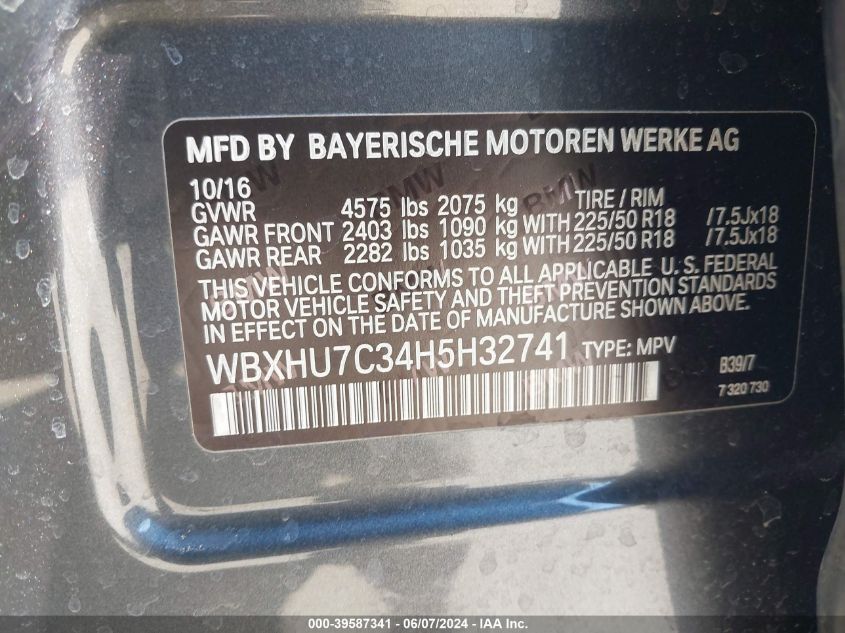 MFD BY BAYERISCHE MOTOREN WERKE AG
10/16 TIRE / RIM
GVWR 4575 lbs 2075 kg
GAWR FRONT 2403 lbs 1090 kg WITH 225/50 R18 /7.5Jx18
GAWR REAR 2282 lbs 1035 kg WITH 225/50 R18 /7.5Jx18
THIS VEHICLE CONFORMS TO ALL APPLICABLE U.S. FEDERAL
MOTOR VEHICLE SAFETY AND THEFT PREVENTION STANDARDS
IN EFFECT ON THE DATE OF MANUFACTURE SHOWN ABOVE.
WBXHU7C34H5H32741 TYPE: MPV B39/7
7 320 730
BMW
BMW
BMW
000-39587341 - 06/07/2024 - IAA Inc.